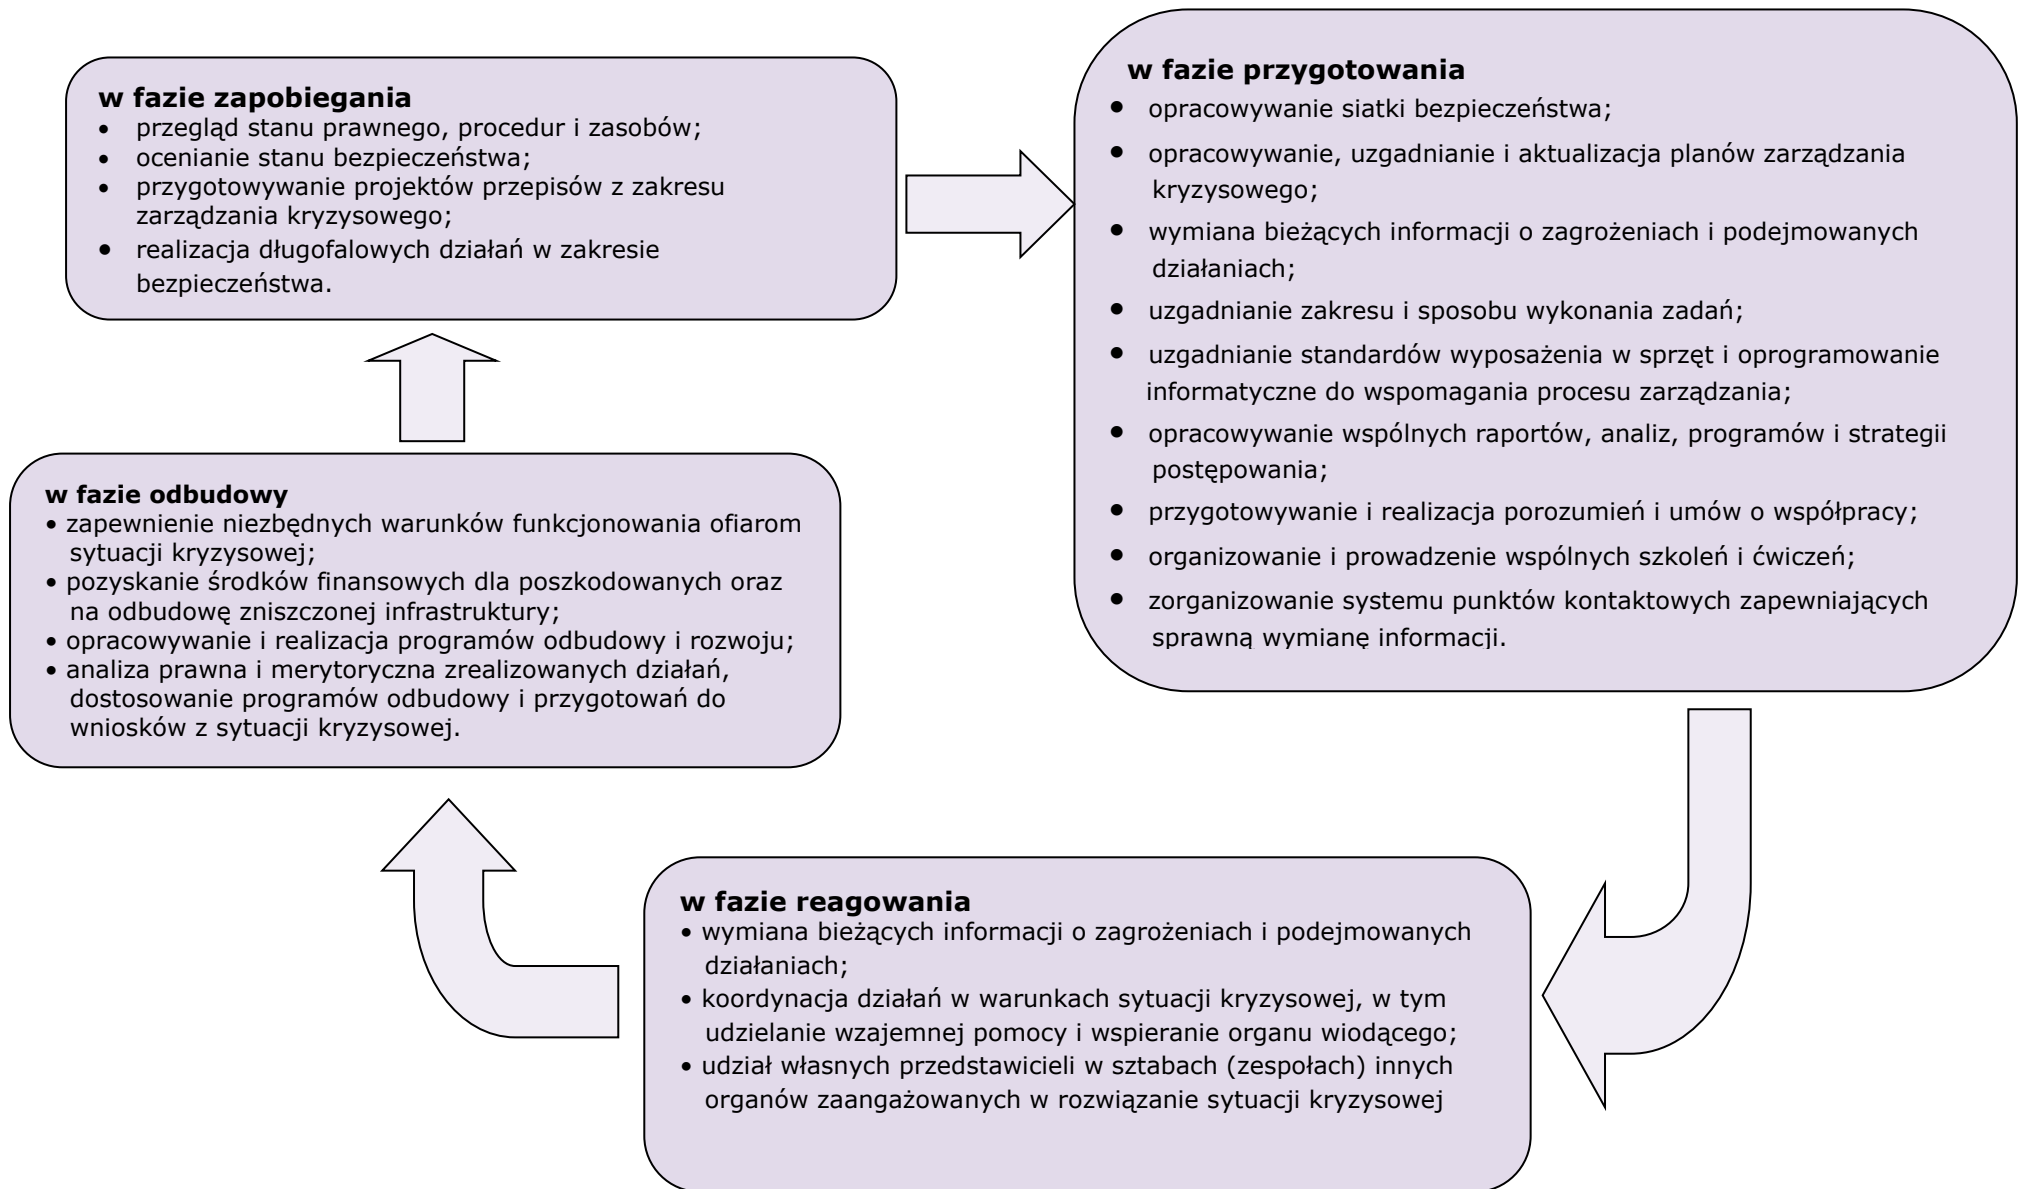 w fazie zapobiegania
• przegląd stanu prawnego, procedur i zasobów;
• ocenianie stanu bezpieczeństwa;
• przygotowywanie projektów przepisów z zakresu
zarządzania kryzysowego;
• realizacja długofalowych działań w zakresie
bezpieczeństwa.
w fazie przygotowania
• opracowywanie siatki bezpieczeństwa;
• opracowywanie, uzgadnianie i aktualizacja planów zarządzania
kryzysowego;
• wymiana bieżących informacji o zagrożeniach i podejmowanych
działaniach;
• uzgadnianie zakresu i sposobu wykonania zadań;
• uzgadnianie standardów wyposażenia w sprzęt i oprogramowanie
informatyczne do wspomagania procesu zarządzania;
• opracowywanie wspólnych raportów, analiz, programów i strategii
postępowania;
• przygotowywanie i realizacja porozumień i umów o współpracy;
• organizowanie i prowadzenie wspólnych szkoleń i ćwiczeń;
• zorganizowanie systemu punktów kontaktowych zapewniających
sprawną wymianę informacji.
w fazie reagowania
• wymiana bieżących informacji o zagrożeniach i podejmowanych
działaniach;
• koordynacja działań w warunkach sytuacji kryzysowej, w tym
udzielanie wzajemnej pomocy i wspieranie organu wiodącego;
• udział własnych przedstawicieli w sztabach (zespołach) innych
organów zaangażowanych w rozwiązanie sytuacji kryzysowej
w fazie odbudowy
• zapewnienie niezbędnych warunków funkcjonowania ofiarom
sytuacji kryzysowej;
• pozyskanie środków finansowych dla poszkodowanych oraz
na odbudowę zniszczonej infrastruktury;
• opracowywanie i realizacja programów odbudowy i rozwoju;
• analiza prawna i merytoryczna zrealizowanych działań,
dostosowanie programów odbudowy i przygotowań do
wniosków z sytuacji kryzysowej.